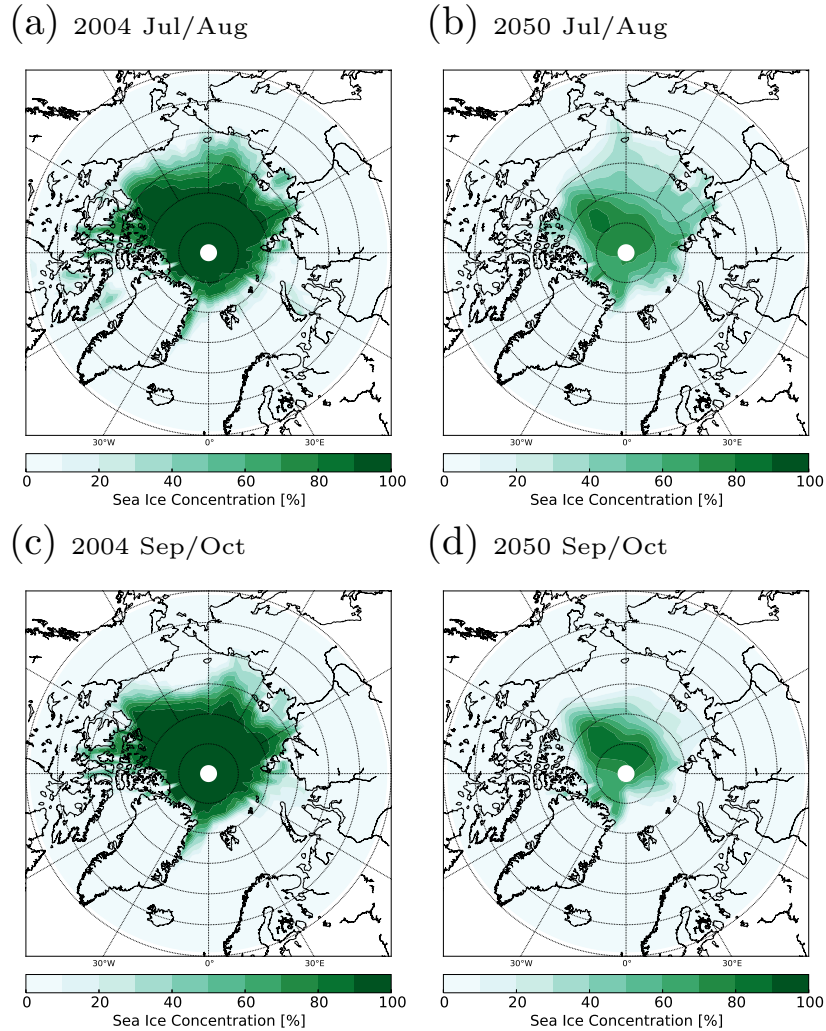 (a) 2004 Jul/Aug
(b) 2050 Jul/Aug
30°W 0° 30°E
30°W 0° 30°E
0 20 40 60 80 100
0 20 40 60 80 100
Sea Ice Concentration [%]
Sea Ice Concentration [%]
(c) 2004 Sep/Oct
(d) 2050 Sep/Oct
30°W 0° 30°E
30°W 0° 30°E
0 20 40 60 80 100
0 20 40 60 80 100
Sea Ice Concentration [%]
Sea Ice Concentration [%]